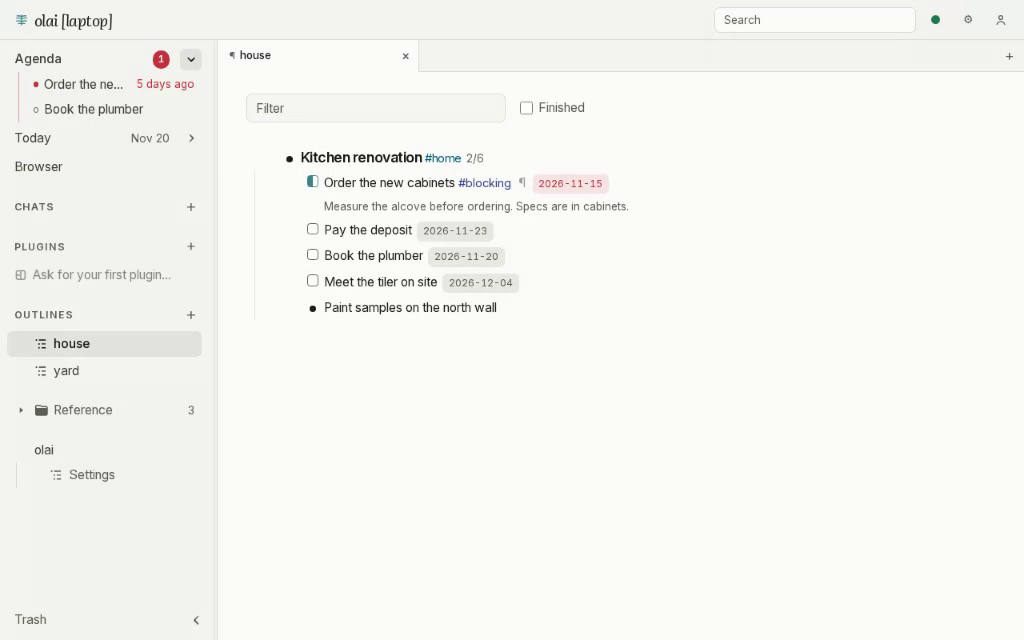 olai [laptop]
Search
Agenda
1
Order the ne... 5 days ago
Book the plumber
Today Nov 20
Browser
CHATS
PLUGINS
Ask for your first plugin...
OUTLINES
house
yard
Reference 3
olai
Settings
Trash
¶ house ×
+
Filter
Finished
Kitchen renovation #home 2/6
Order the new cabinets #blocking ¶ 2026-11-15
Measure the alcove before ordering. Specs are in cabinets.
Pay the deposit 2026-11-23
Book the plumber 2026-11-20
Meet the tiler on site 2026-12-04
Paint samples on the north wall